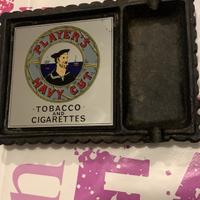 PLAYER'S
NAVY CUT
TOBACCO
AND
CIGARETTES